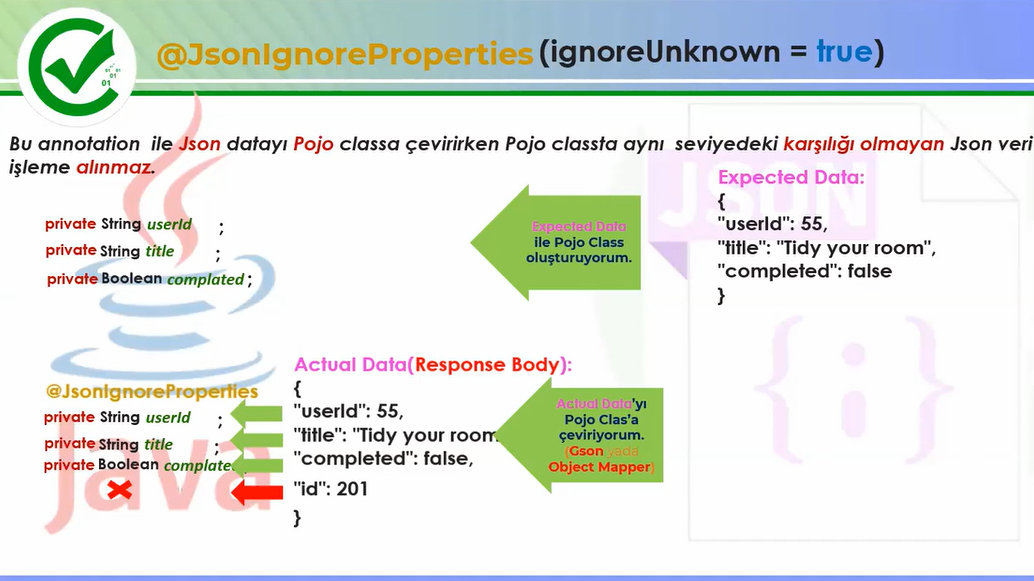 @JsonIgnoreProperties (ignoreUnknown = true)
Bu annotation ile Json datayı Pojo classa çevirirken Pojo classta aynı seviyedeki karşılığı olmayan Json veri
işleme alınmaz.
Expected Data:
{
"userId": 55,
"title": "Tidy your room",
"completed": false
}
Expected Data
ile Pojo Class
oluşturuyorum.
private String userId ;
private String title ;
private Boolean complated ;
Actual Data(Response Body):
{
"userId": 55,
"title": "Tidy your room
"completed": false,
"id": 201
}
Actual Data'yı
Pojo Clas'a
çeviriyorum.
(Gson yada
Object Mapper)
@JsonIgnoreProperties
private String userId ;
private String title ;
private Boolean complate
JSON
Java
01
01
01